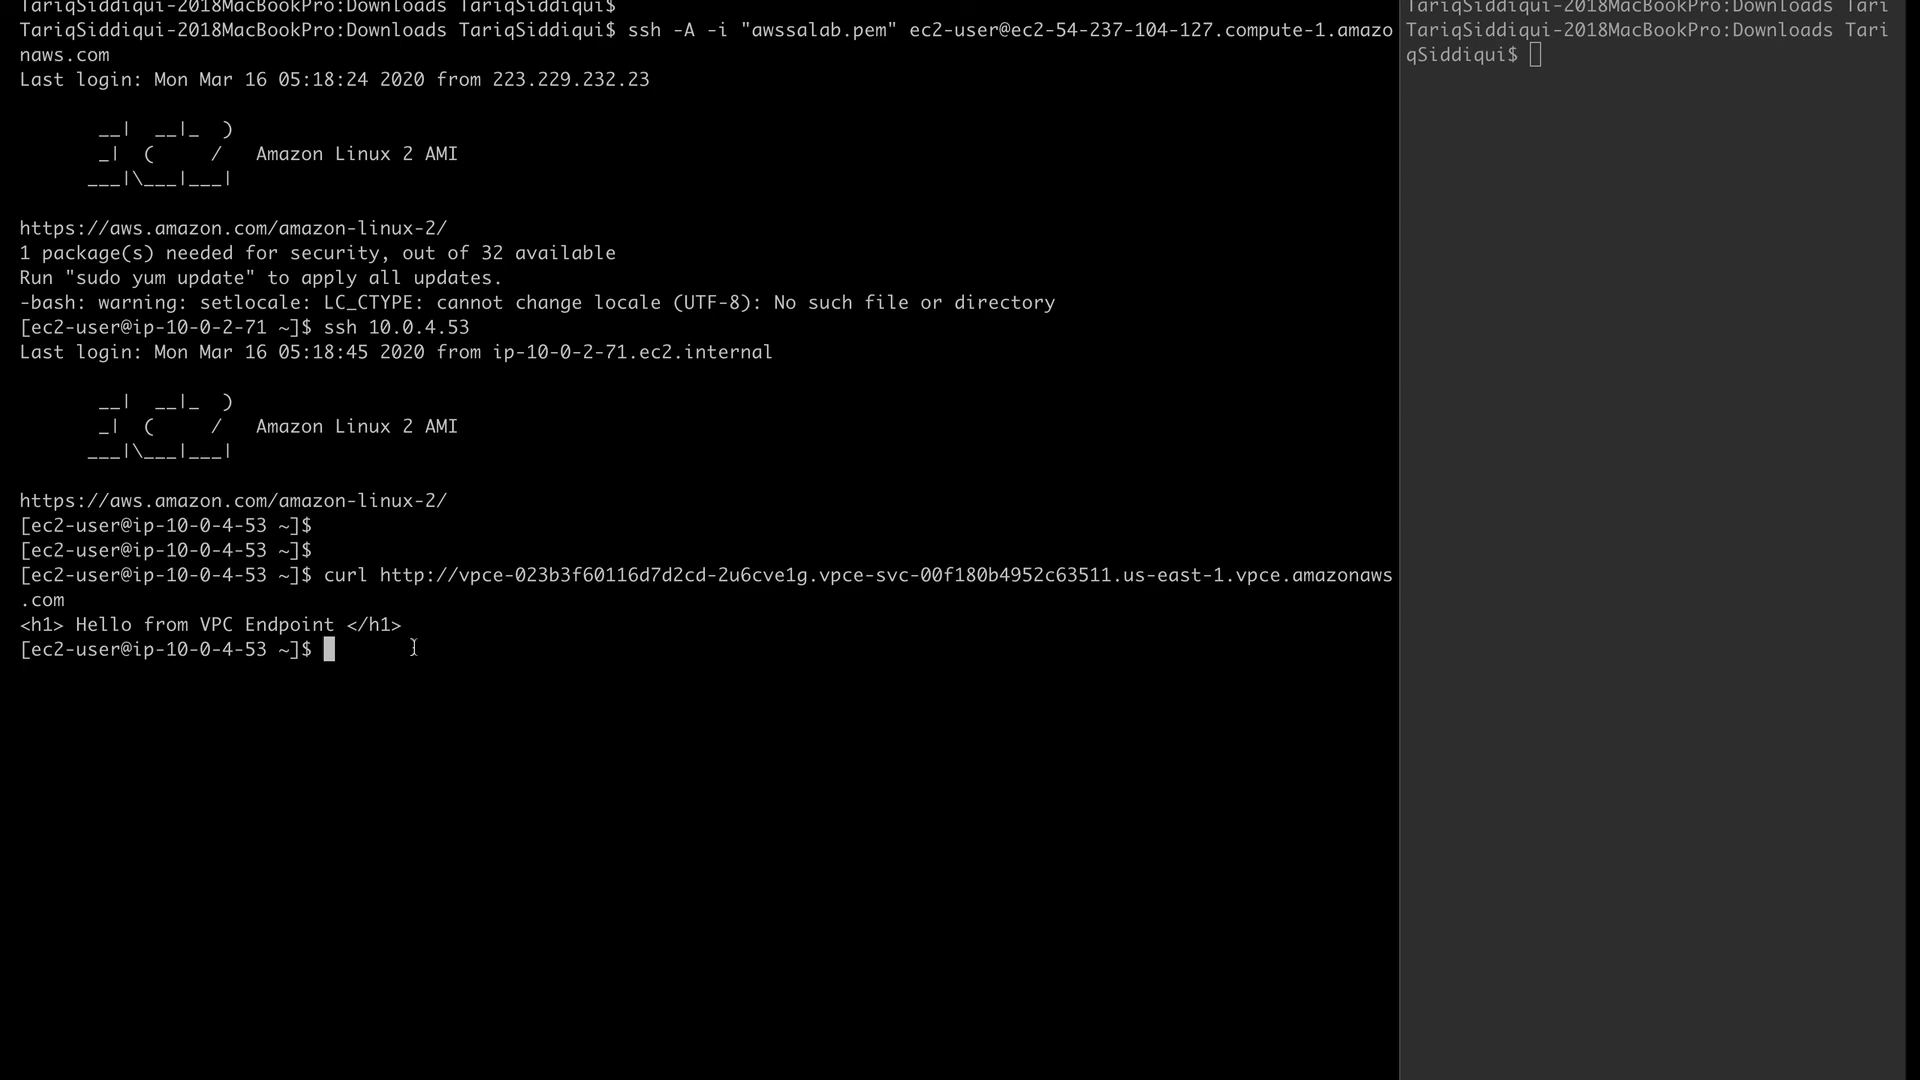 TariqSiddiqui-2018MacBookPro:Downloads TariqSiddiqui$
TariqSiddiqui-2018MacBookPro:Downloads TariqSiddiqui$ ssh -A -i "awssalab.pem" ec2-user@ec2-54-237-104-127.compute-1.amazo
naws.com
Last login: Mon Mar 16 05:18:24 2020 from 223.229.232.23
       __|  __|_  )
       _|  (     /   Amazon Linux 2 AMI
      ___|\___|___|
https://aws.amazon.com/amazon-linux-2/
1 package(s) needed for security, out of 32 available
Run "sudo yum update" to apply all updates.
-bash: warning: setlocale: LC_CTYPE: cannot change locale (UTF-8): No such file or directory
[ec2-user@ip-10-0-2-71 ~]$ ssh 10.0.4.53
Last login: Mon Mar 16 05:18:45 2020 from ip-10-0-2-71.ec2.internal
       __|  __|_  )
       _|  (     /   Amazon Linux 2 AMI
      ___|\___|___|
https://aws.amazon.com/amazon-linux-2/
[ec2-user@ip-10-0-4-53 ~]$
[ec2-user@ip-10-0-4-53 ~]$
[ec2-user@ip-10-0-4-53 ~]$ curl http://vpce-023b3f60116d7d2cd-2u6cve1g.vpce-svc-00f180b4952c63511.us-east-1.vpce.amazonaws
.com
<h1> Hello from VPC Endpoint </h1>
[ec2-user@ip-10-0-4-53 ~]$
TariqSiddiqui-2018MacBookPro:Downloads Tari
TariqSiddiqui-2018MacBookPro:Downloads Tari
qSiddiqui$